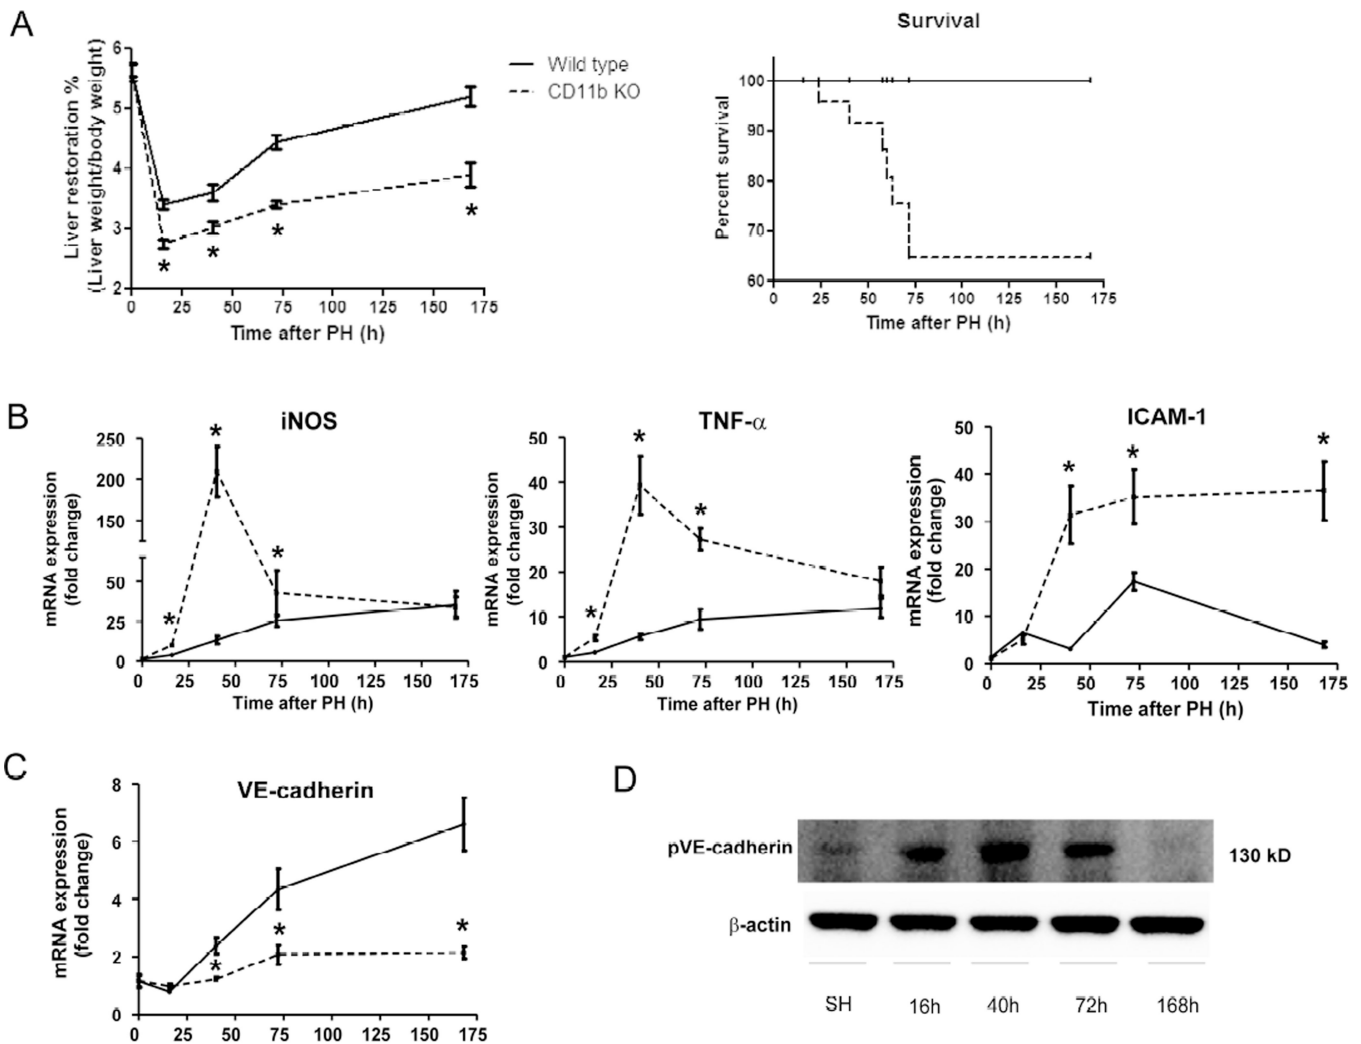 A
Survival
Liver restoration %
(Liver weight/body weight)
6
5
4
3
2
Wild type
CD11b KO
* * * *
0 25 50 75 100 125 150 175
Time after PH (h)
Percent survival
100
90
80
70
60
0 25 50 75 100 125 150 175
Time after PH (h)
B
iNOS
mRNA expression
(fold change)
250
200
150
50
25
0
* * *
0 25 50 75 100 125 150 175
Time after PH (h)
TNF-α
mRNA expression
(fold change)
50
40
30
20
10
0
* * *
0 25 50 75 100 125 150 175
Time after PH (h)
ICAM-1
mRNA expression
(fold change)
50
40
30
20
10
0
* * *
0 25 50 75 100 125 150 175
Time after PH (h)
C
VE-cadherin
mRNA expression
(fold change)
8
6
4
2
0
* * *
0 25 50 75 100 125 150 175
D
pVE-cadherin
130 kD
β-actin
SH 16h 40h 72h 168h